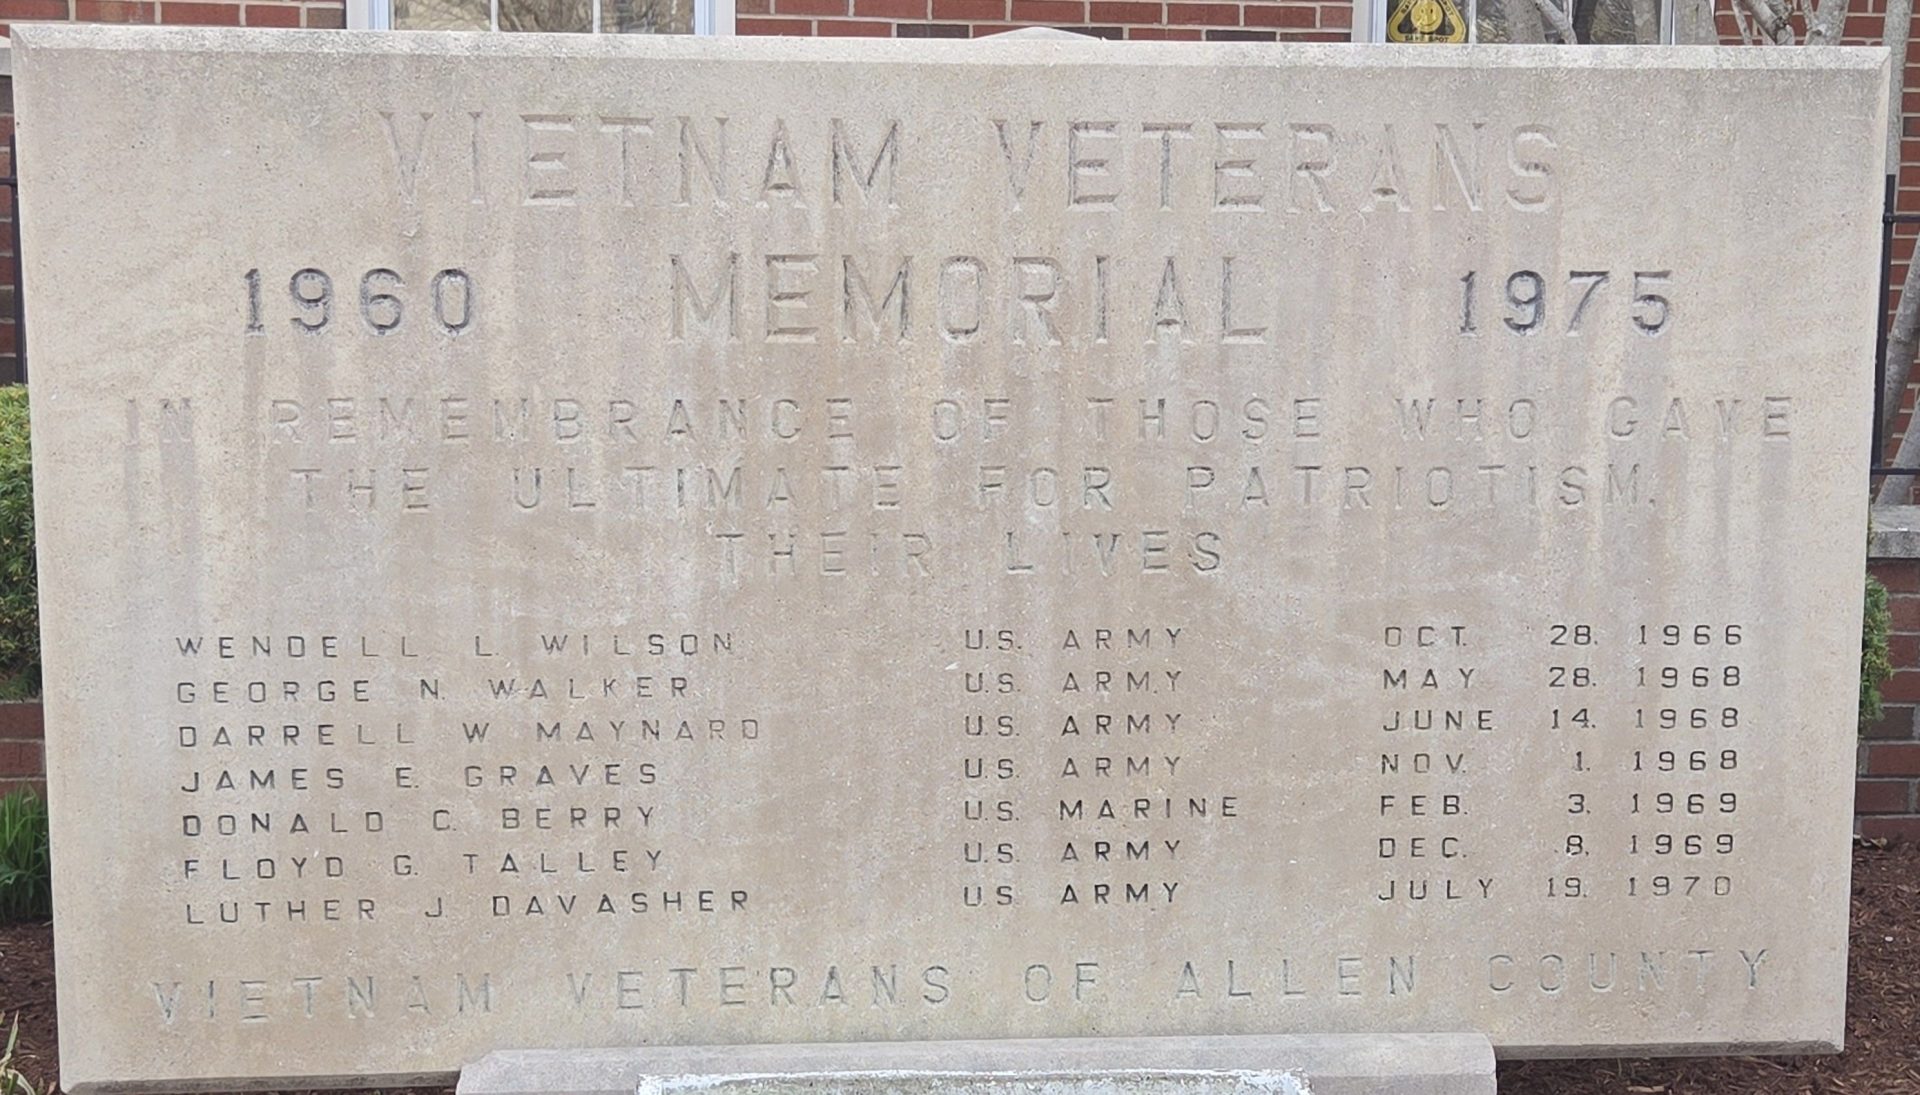 VIETNAM VETERANS
1960 MEMORIAL 1975
IN REMEMBRANCE OF THOSE WHO GAVE
THE ULTIMATE FOR PATRIOTISM.
THEIR LIVES
WENDELL L. WILSON U.S. ARMY OCT. 28. 1966
GEORGE N. WALKER U.S. ARMY MAY 28. 1968
DARRELL W MAYNARD U.S. ARMY JUNE 14. 1968
JAMES E. GRAVES U.S. ARMY NOV. 1. 1968
DONALD C. BERRY U.S. MARINE FEB. 3. 1969
FLOYD G. TALLEY U.S. ARMY DEC. 8, 1969
LUTHER J. DAVASHER U.S. ARMY JULY 19. 1970
VIETNAM VETERANS OF ALLEN COUNTY